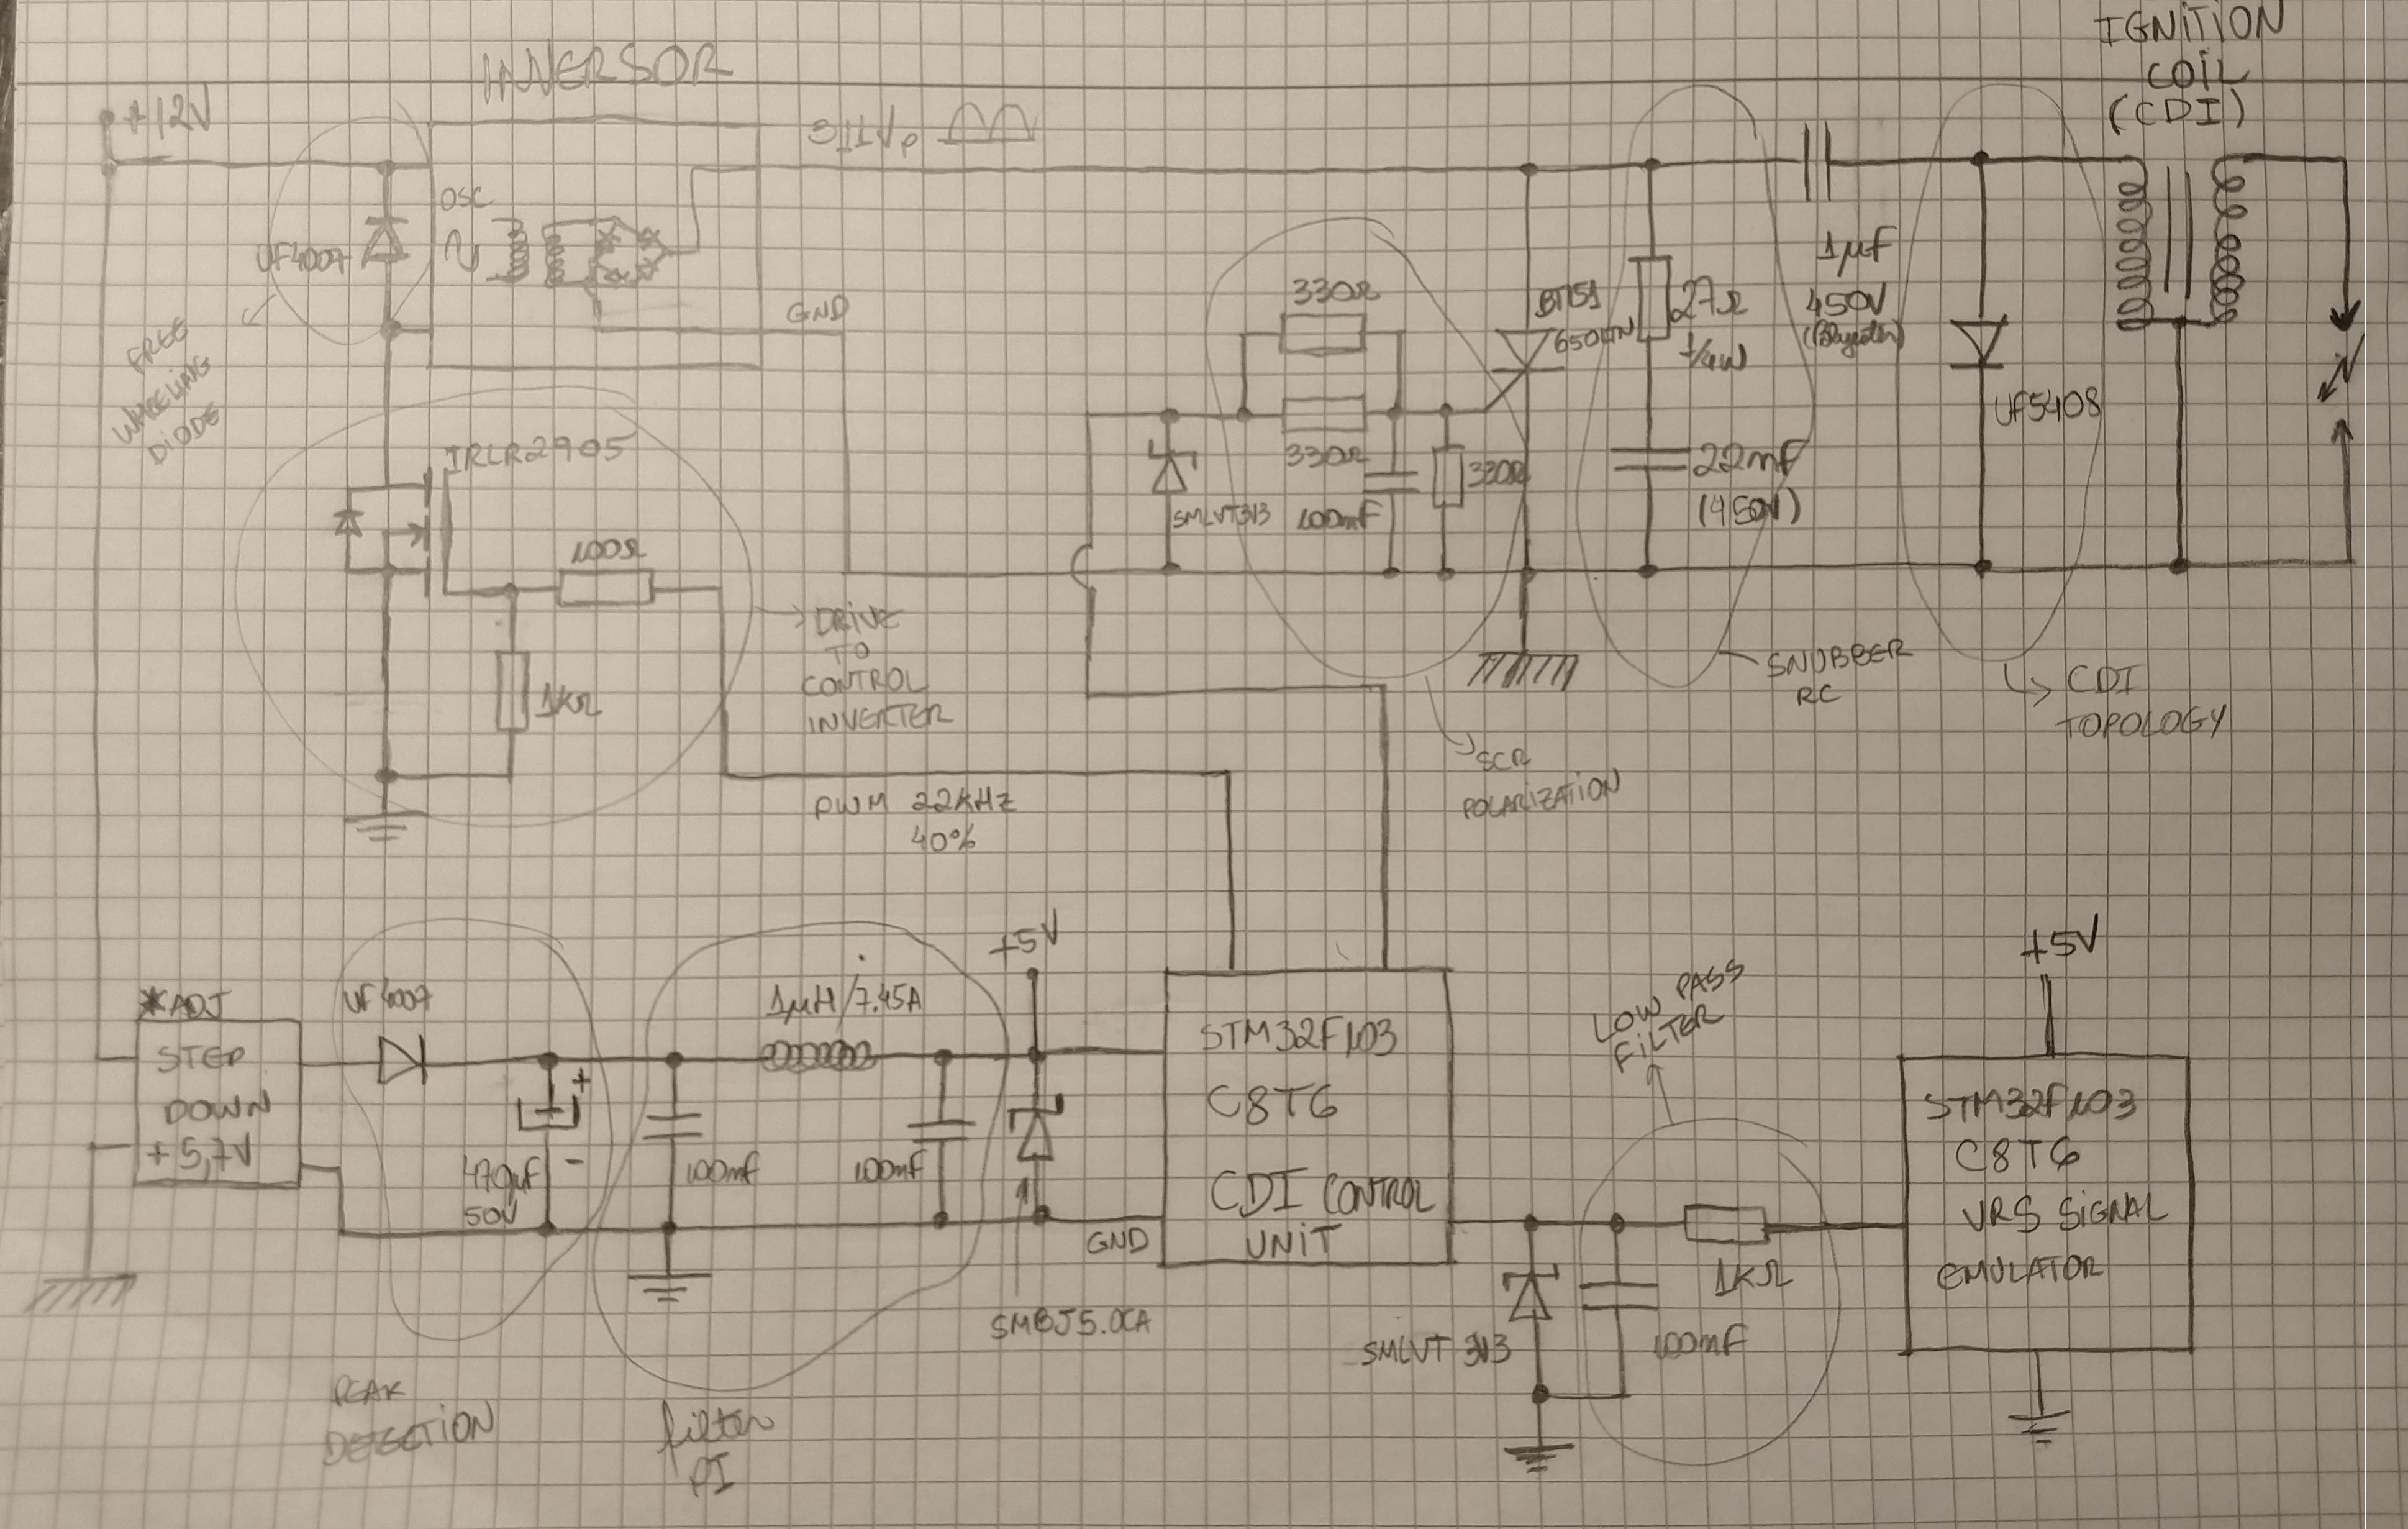 IGNITION
COIL
(CDI)
INVERSOR
+12V
311Vp
OSC
UF4007
GND
FREE
WHEELING
DIODE
330Ω
BT151
650
27Ω
1/4W
1µF
450V
UF5408
330Ω
330Ω
SMLVT3V3
100nF
22nF
(450V)
IRLR2905
100Ω
1KΩ
DRIVE
TO
CONTROL
INVERTER
SNUBBER
RC
CDI
TOPOLOGY
SCR
POLARIZATION
PWM 22KHZ
40%
+5V
+5V
*ADJ
STEP
DOWN
+5,7V
UF4007
1µH/7.45A
470µF
50V
+
-
100nF
100nF
GND
SMBJ5.0CA
STM32F103
C8T6
CDI CONTROL
UNIT
LOW PASS
FILTER
SMLVT 3V3
100nF
1KΩ
STM32F103
C8T6
VRS SIGNAL
EMULATOR
PEAK
DETECTION
filter
PI